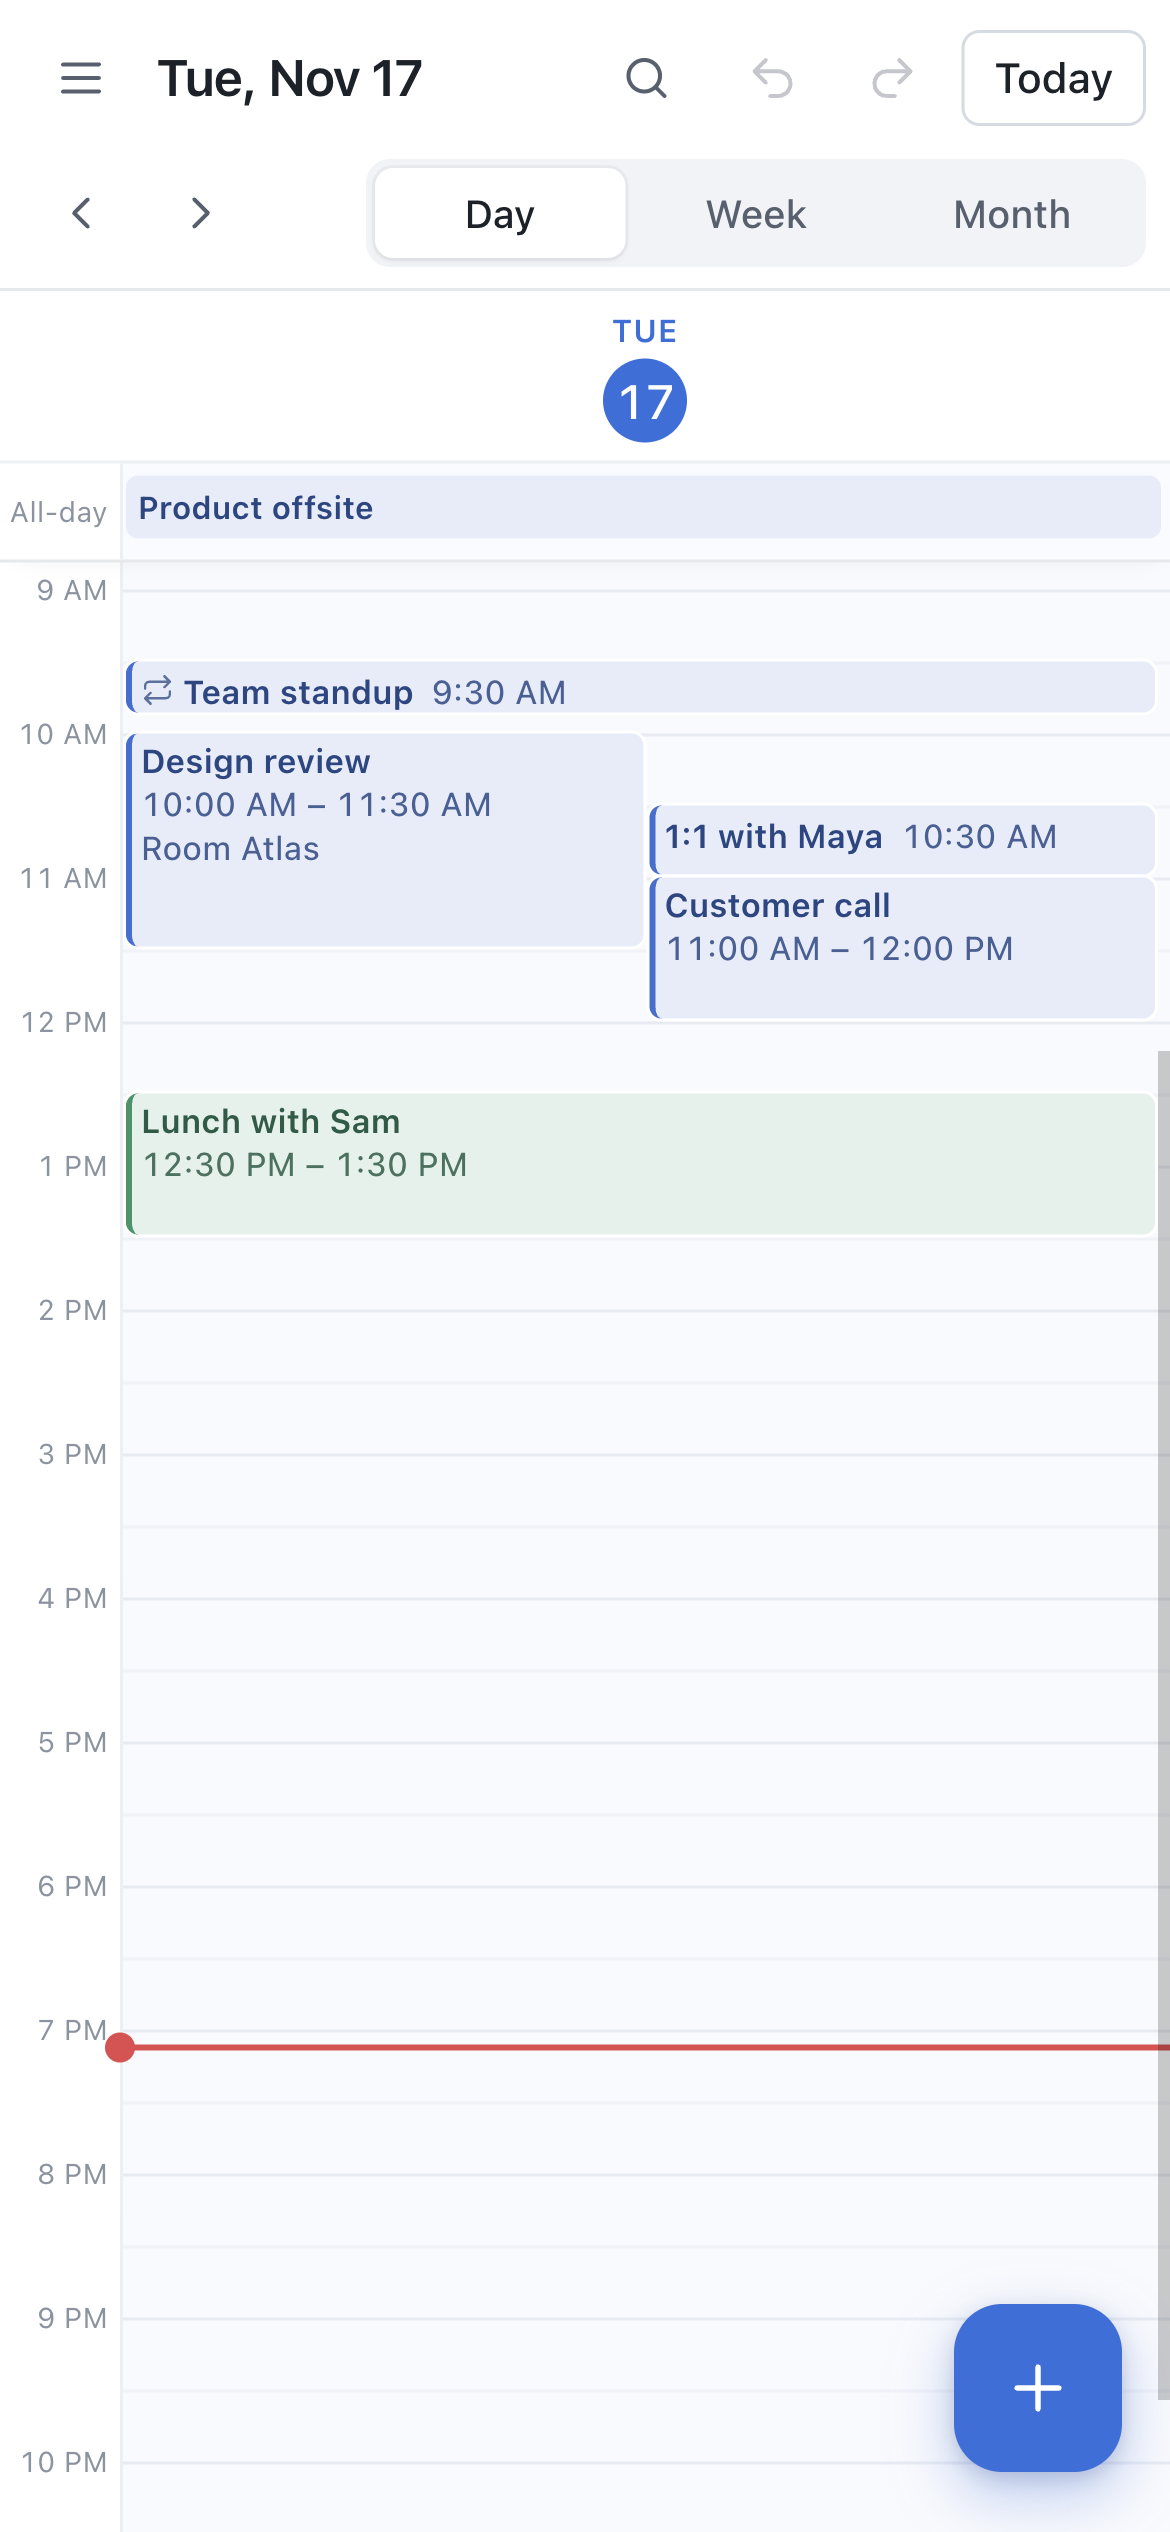 Tue, Nov 17
Today
Day
Week
Month
TUE
17
All-day
Product offsite
9 AM
Team standup 9:30 AM
10 AM
Design review
10:00 AM – 11:30 AM
Room Atlas
1:1 with Maya 10:30 AM
11 AM
Customer call
11:00 AM – 12:00 PM
12 PM
Lunch with Sam
12:30 PM – 1:30 PM
1 PM
2 PM
3 PM
4 PM
5 PM
6 PM
7 PM
8 PM
9 PM
10 PM